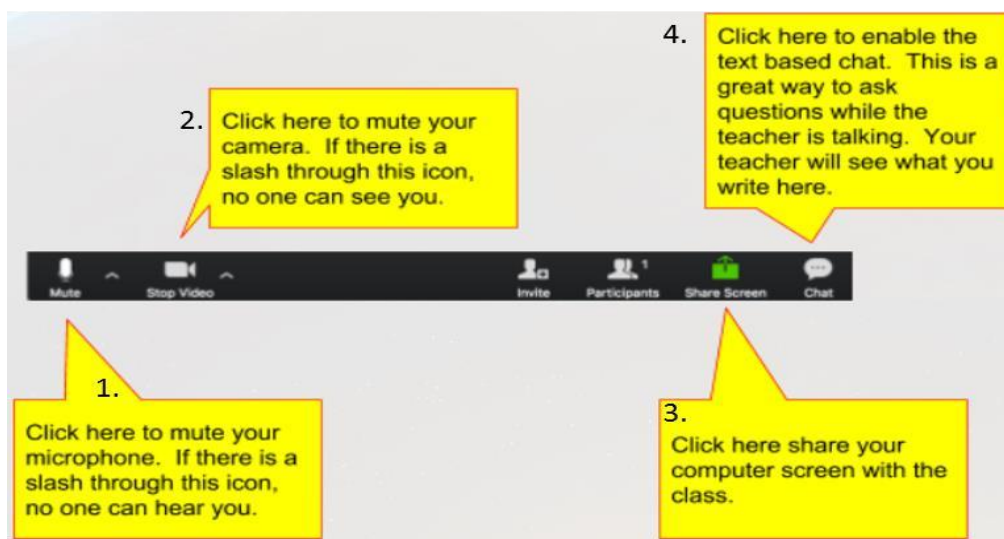 4.
Click here to enable the
text based chat. This is a
great way to ask
questions while the
teacher is talking. Your
teacher will see what you
write here.
2.
Click here to mute your
camera. If there is a
slash through this icon,
no one can see you.
Mute
Stop Video
Invite
1
Participants
Share Screen
Chat
1.
Click here to mute your
microphone. If there is a
slash through this icon,
no one can hear you.
3.
Click here share your
computer screen with the
class.